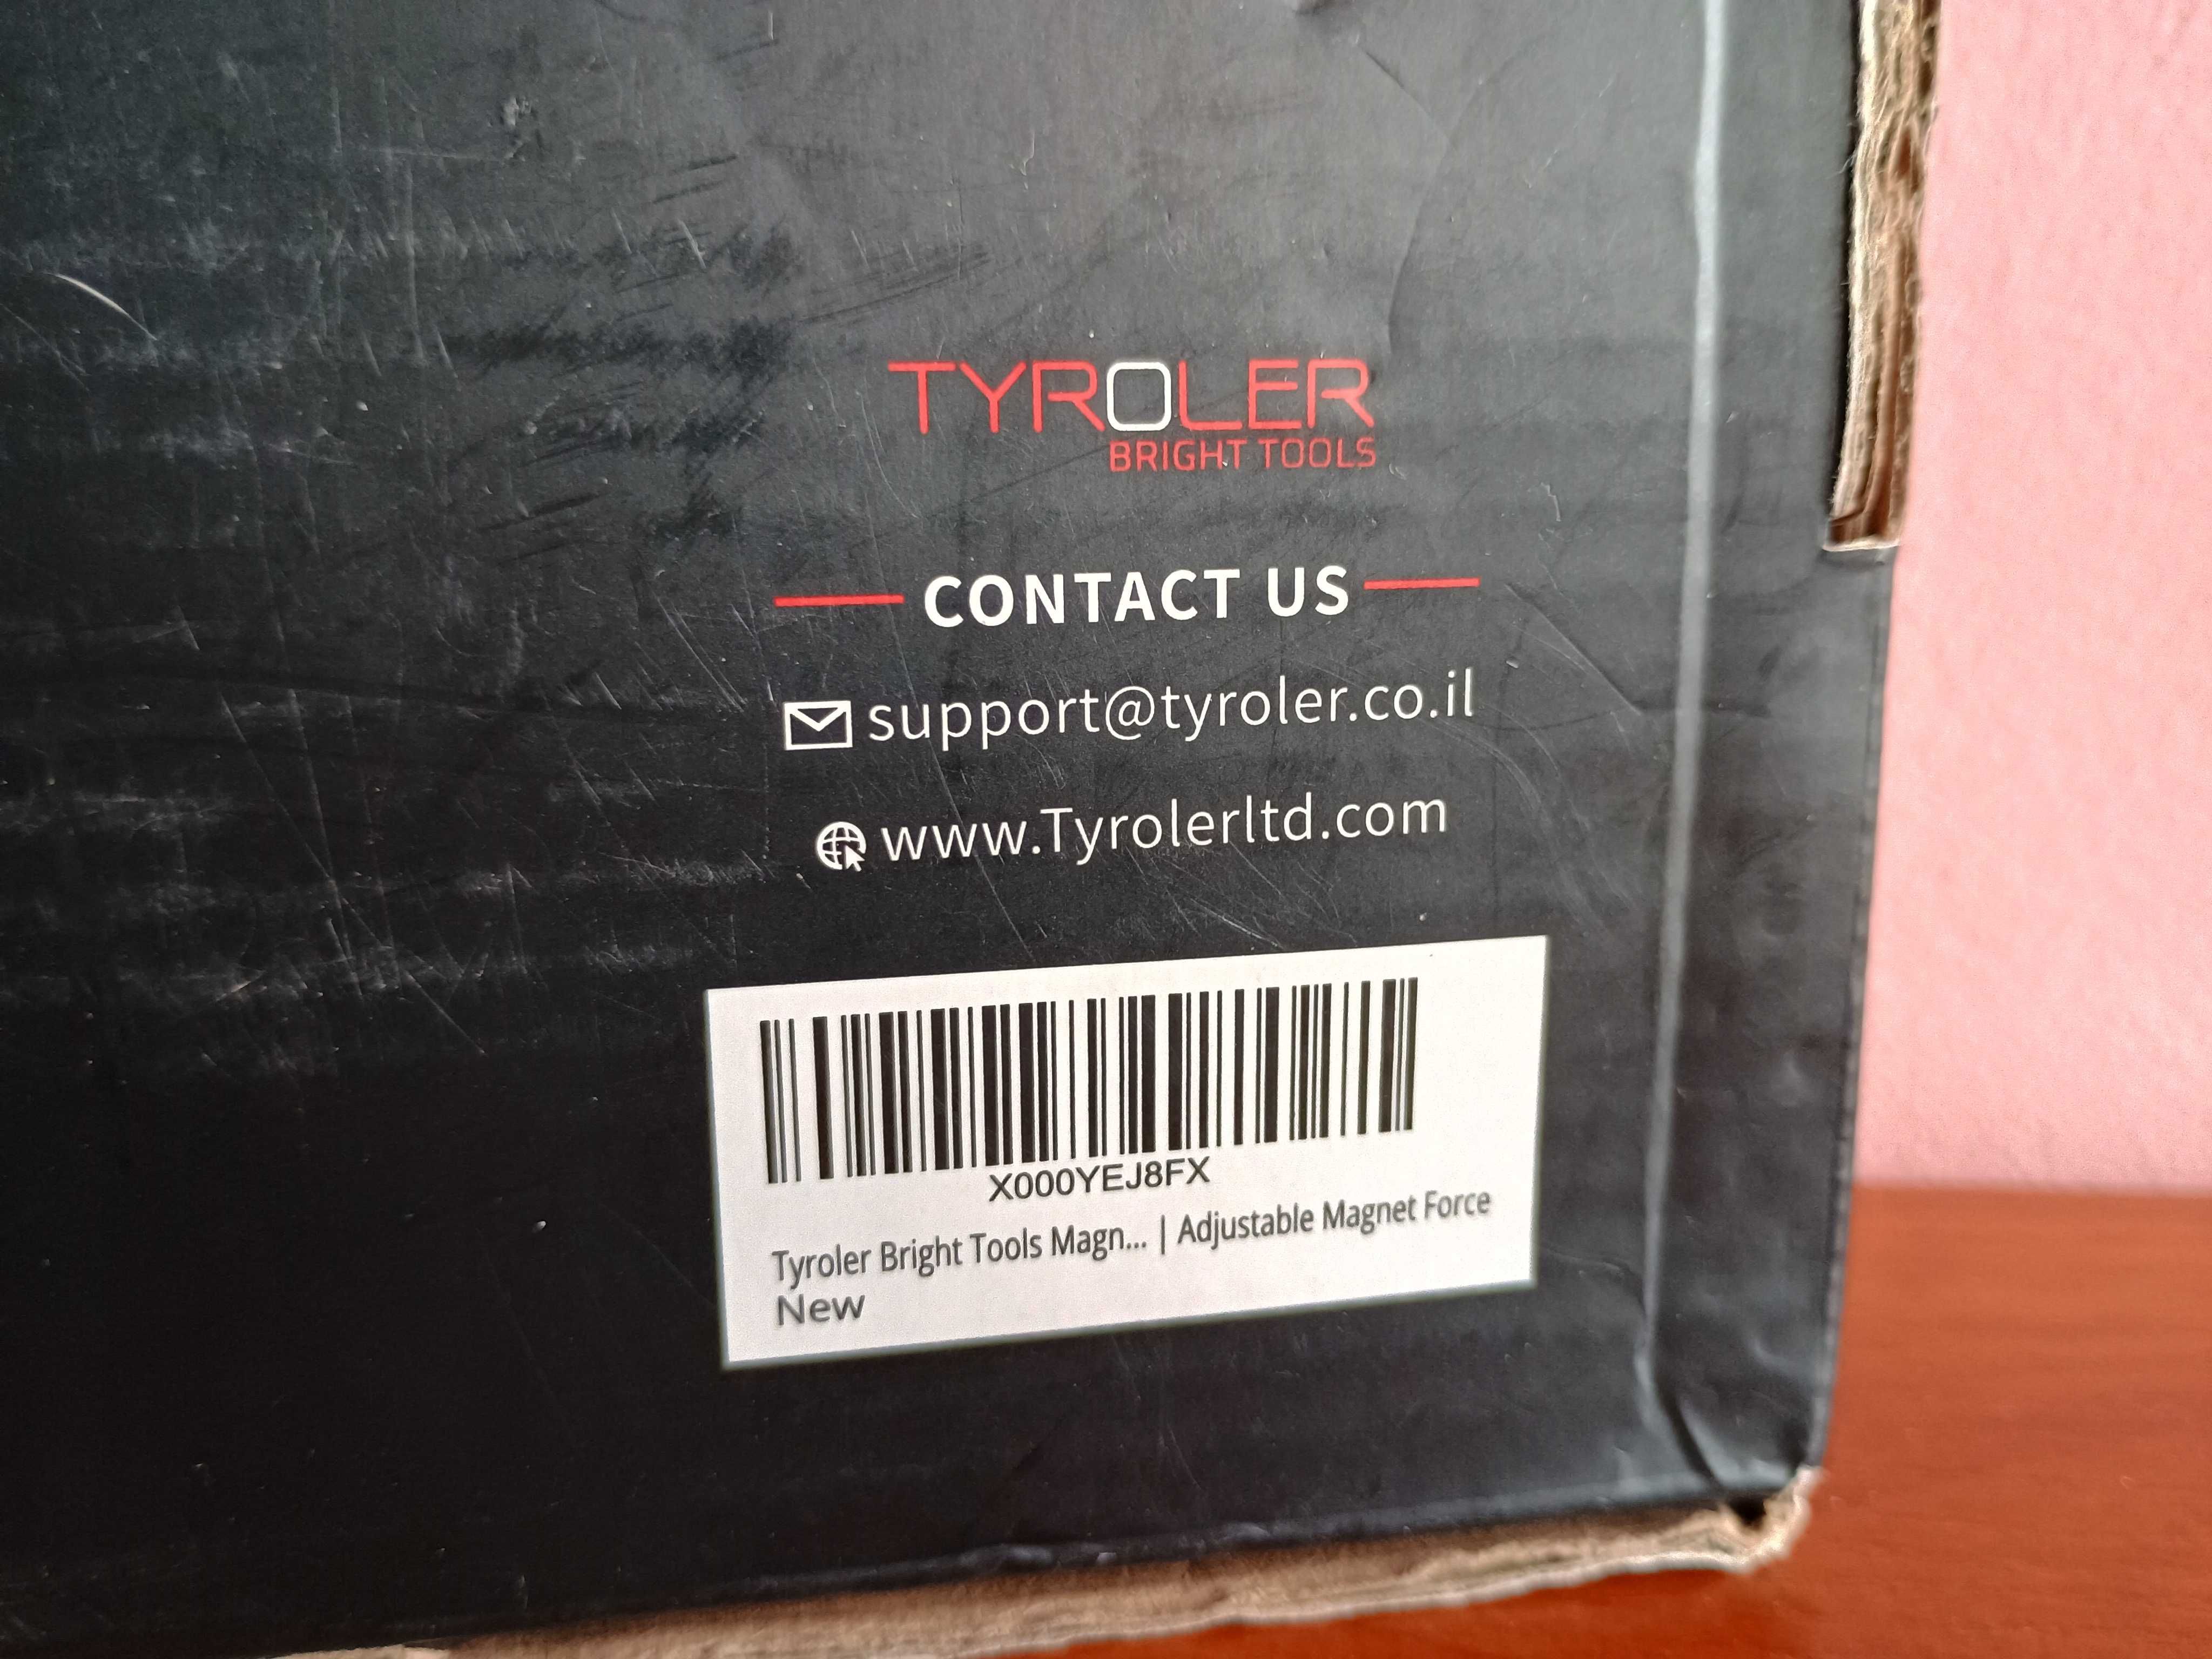 TYROLER
BRIGHT TOOLS
CONTACT US
support@tyroler.co.il
www.Tyrolerltd.com
X000YEJ8FX
Tyroler Bright Tools Magn... | Adjustable Magnet Force
New